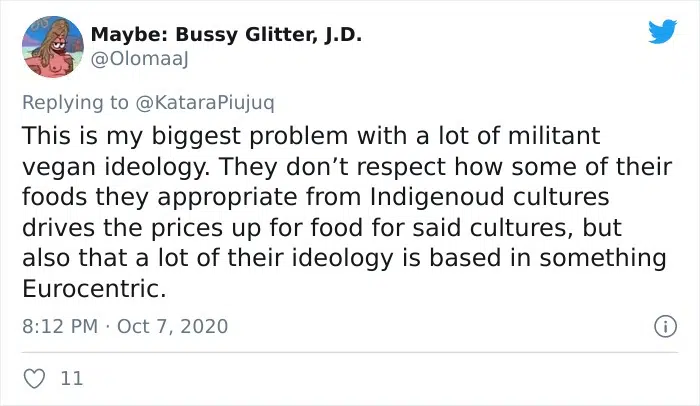 Maybe: Bussy Glitter, J.D.
@OlomaaJ
Replying to @KataraPiujuq
This is my biggest problem with a lot of militant
vegan ideology. They don’t respect how some of their
foods they appropriate from Indigenoud cultures
drives the prices up for food for said cultures, but
also that a lot of their ideology is based in something
Eurocentric.
8:12 PM · Oct 7, 2020
11